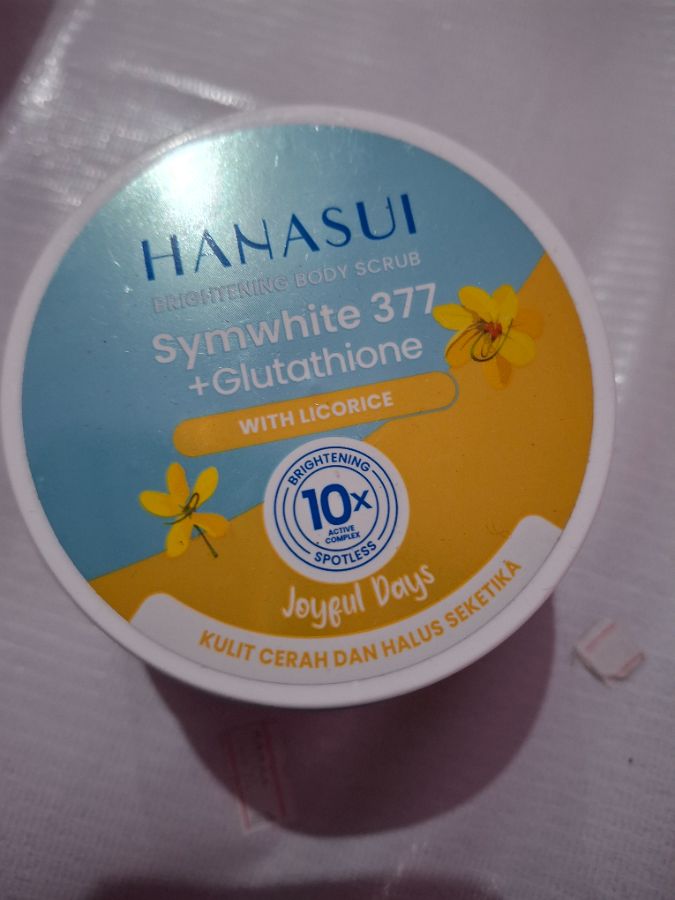 HANASUI
BRIGHTENING BODY SCRUB
Symwhite 377
+Glutathione
WITH LICORICE
BRIGHTENING
10x
ACTIVE
COMPLEX
SPOTLESS
Joyful Days
KULIT CERAH DAN HALUS SEKETIKA